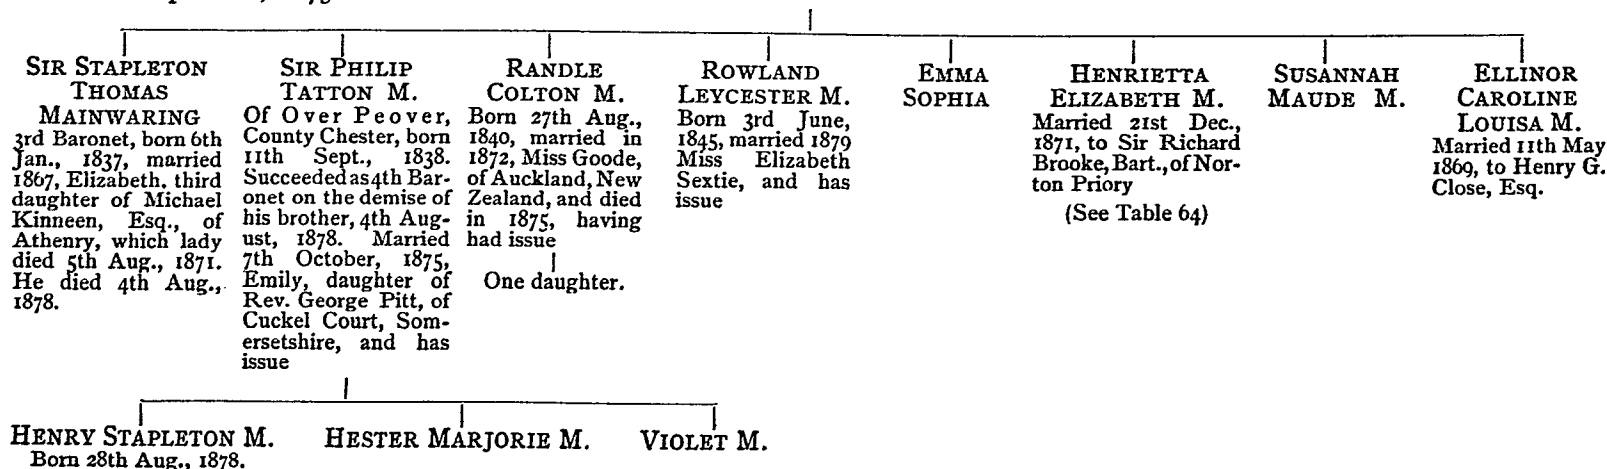 SIR STAPLETON
THOMAS
MAINWARING
3rd Baronet, born 6th
Jan., 1837, married
1867, Elizabeth. third
daughter of Michael
Kinneen, Esq., of
Athenry, which lady
died 5th Aug., 1871.
He died 4th Aug.,
1878.
SIR PHILIP
TATTON M.
Of Over Peover,
County Chester, born
11th Sept., 1838.
Succeeded as 4th Bar-
onet on the demise of
his brother, 4th Aug-
ust, 1878. Married
7th October, 1875,
Emily, daughter of
Rev. George Pitt, of
Cuckel Court, Som-
ersetshire, and has
issue
RANDLE
COLTON M.
Born 27th Aug.,
1840, married in
1872, Miss Goode,
of Auckland, New
Zealand, and died
in 1875, having
had issue
One daughter.
ROWLAND
LEYCESTER M.
Born 3rd June,
1845, married 1879
Miss Elizabeth
Sextie, and has
issue
EMMA
SOPHIA
HENRIETTA
ELIZABETH M.
Married 21st Dec.,
1871, to Sir Richard
Brooke, Bart., of Nor-
ton Priory
(See Table 64)
SUSANNAH
MAUDE M.
ELLINOR
CAROLINE
LOUISA M.
Married 11th May
1869, to Henry G.
Close, Esq.
HENRY STAPLETON M.
Born 28th Aug., 1878.
HESTER MARJORIE M.
VIOLET M.